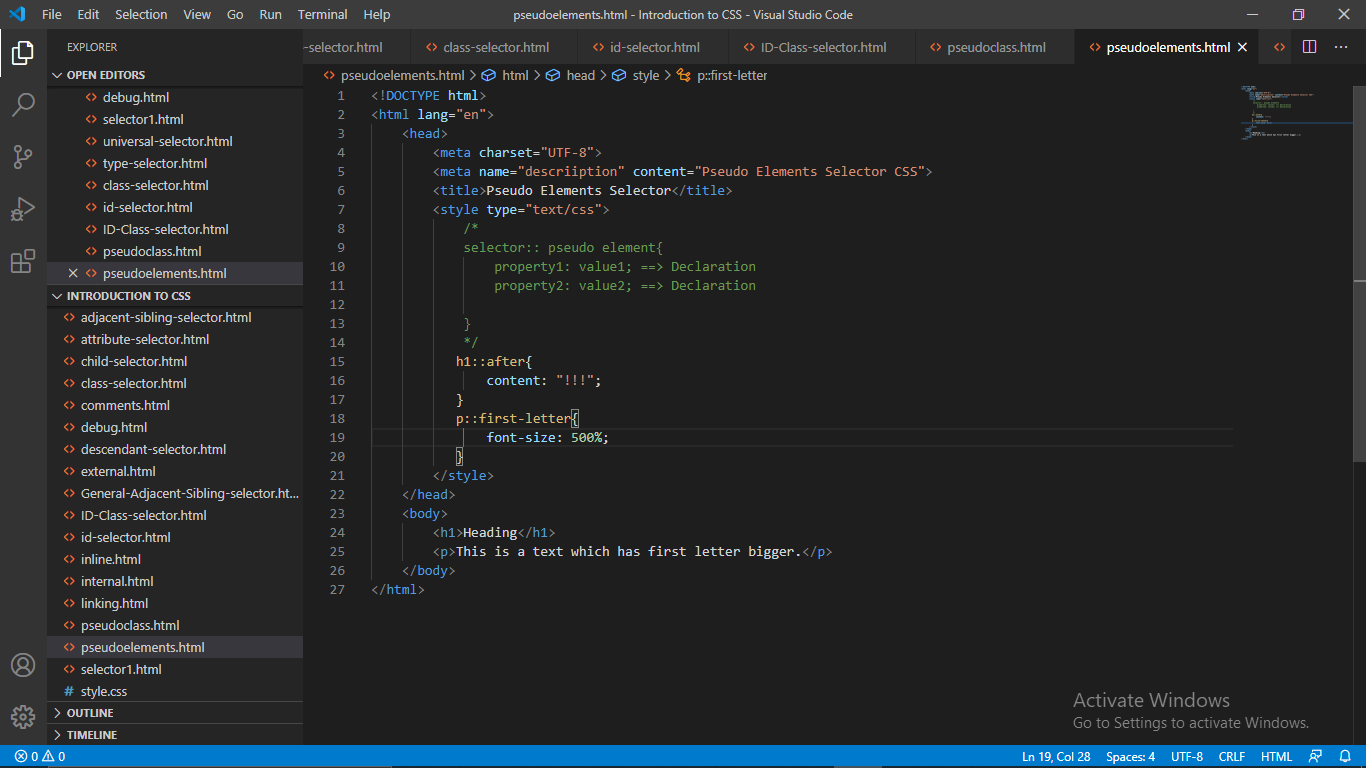 File Edit Selection View Go Run Terminal Help pseudoelements.html - Introduction to CSS - Visual Studio Code
EXPLORER
-selector.html class-selector.html id-selector.html ID-Class-selector.html pseudoclass.html pseudoelements.html
OPEN EDITORS
debug.html
selector1.html
universal-selector.html
type-selector.html
class-selector.html
id-selector.html
ID-Class-selector.html
pseudoclass.html
pseudoelements.html
INTRODUCTION TO CSS
adjacent-sibling-selector.html
attribute-selector.html
child-selector.html
class-selector.html
comments.html
debug.html
descendant-selector.html
external.html
General-Adjacent-Sibling-selector.ht...
ID-Class-selector.html
id-selector.html
inline.html
internal.html
linking.html
pseudoclass.html
pseudoelements.html
selector1.html
# style.css
OUTLINE
TIMELINE
pseudoelements.html > html > head > style > p::first-letter
1 <!DOCTYPE html>
2 <html lang="en">
3 <head>
4 <meta charset="UTF-8">
5 <meta name="descriiption" content="Pseudo Elements Selector CSS">
6 <title>Pseudo Elements Selector</title>
7 <style type="text/css">
8 /*
9 selector:: pseudo element{
10 property1: value1; ==> Declaration
11 property2: value2; ==> Declaration
12
13 }
14 */
15 h1::after{
16 content: "!!!";
17 }
18 p::first-letter{
19 font-size: 500%;
20 }
21 </style>
22 </head>
23 <body>
24 <h1>Heading</h1>
25 <p>This is a text which has first letter bigger.</p>
26 </body>
27 </html>
Activate Windows
Go to Settings to activate Windows.
0 0 Ln 19, Col 28 Spaces: 4 UTF-8 CRLF HTML